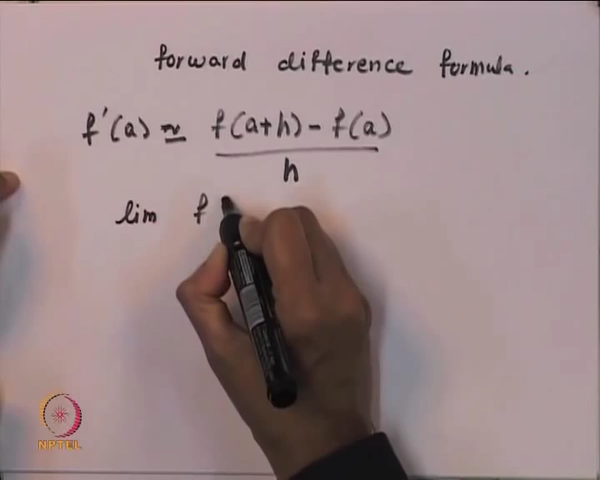 forward difference formula.
f'(a) ≃ f(a+h) - f(a)
h
lim f
NPTEL